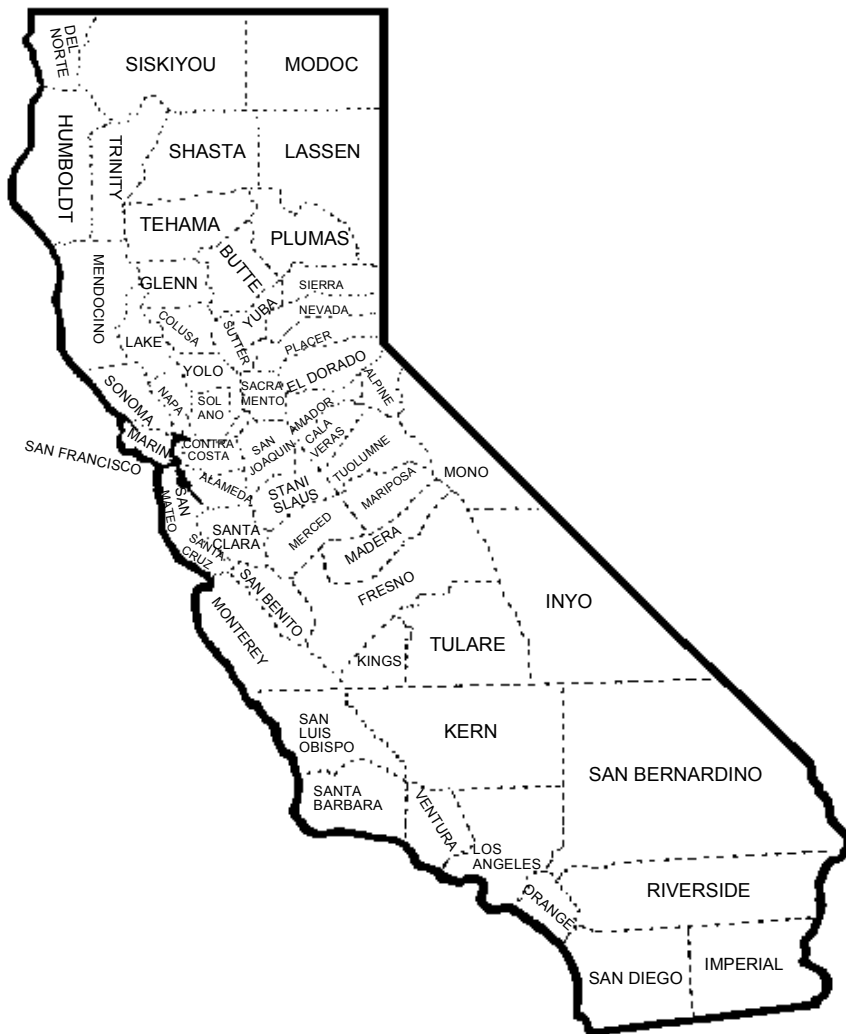 DEL
NORTE
SISKIYOU
MODOC
HUMBOLDT
TRINITY
SHASTA
LASSEN
TEHAMA
PLUMAS
BUTTE
MENDOCINO
GLENN
SIERRA
YUBA
NEVADA
COLUSA
SUTTER
LAKE
PLACER
YOLO
EL DORADO
ALPINE
SONOMA
NAPA
SOL
ANO
SACRA
MENTO
AMADOR
MARIN
CONTRA
COSTA
SAN
JOAQUIN
CALA
VERAS
SAN FRANCISCO
TUOLUMNE
MONO
ALAMEDA
STANI
SLAUS
MARIPOSA
SAN
MATEO
SANTA
CLARA
MERCED
MADERA
SANTA
CRUZ
SAN BENITO
FRESNO
INYO
MONTEREY
KINGS
TULARE
SAN
LUIS
OBISPO
KERN
SAN BERNARDINO
SANTA
BARBARA
VENTURA
LOS
ANGELES
ORANGE
RIVERSIDE
SAN DIEGO
IMPERIAL